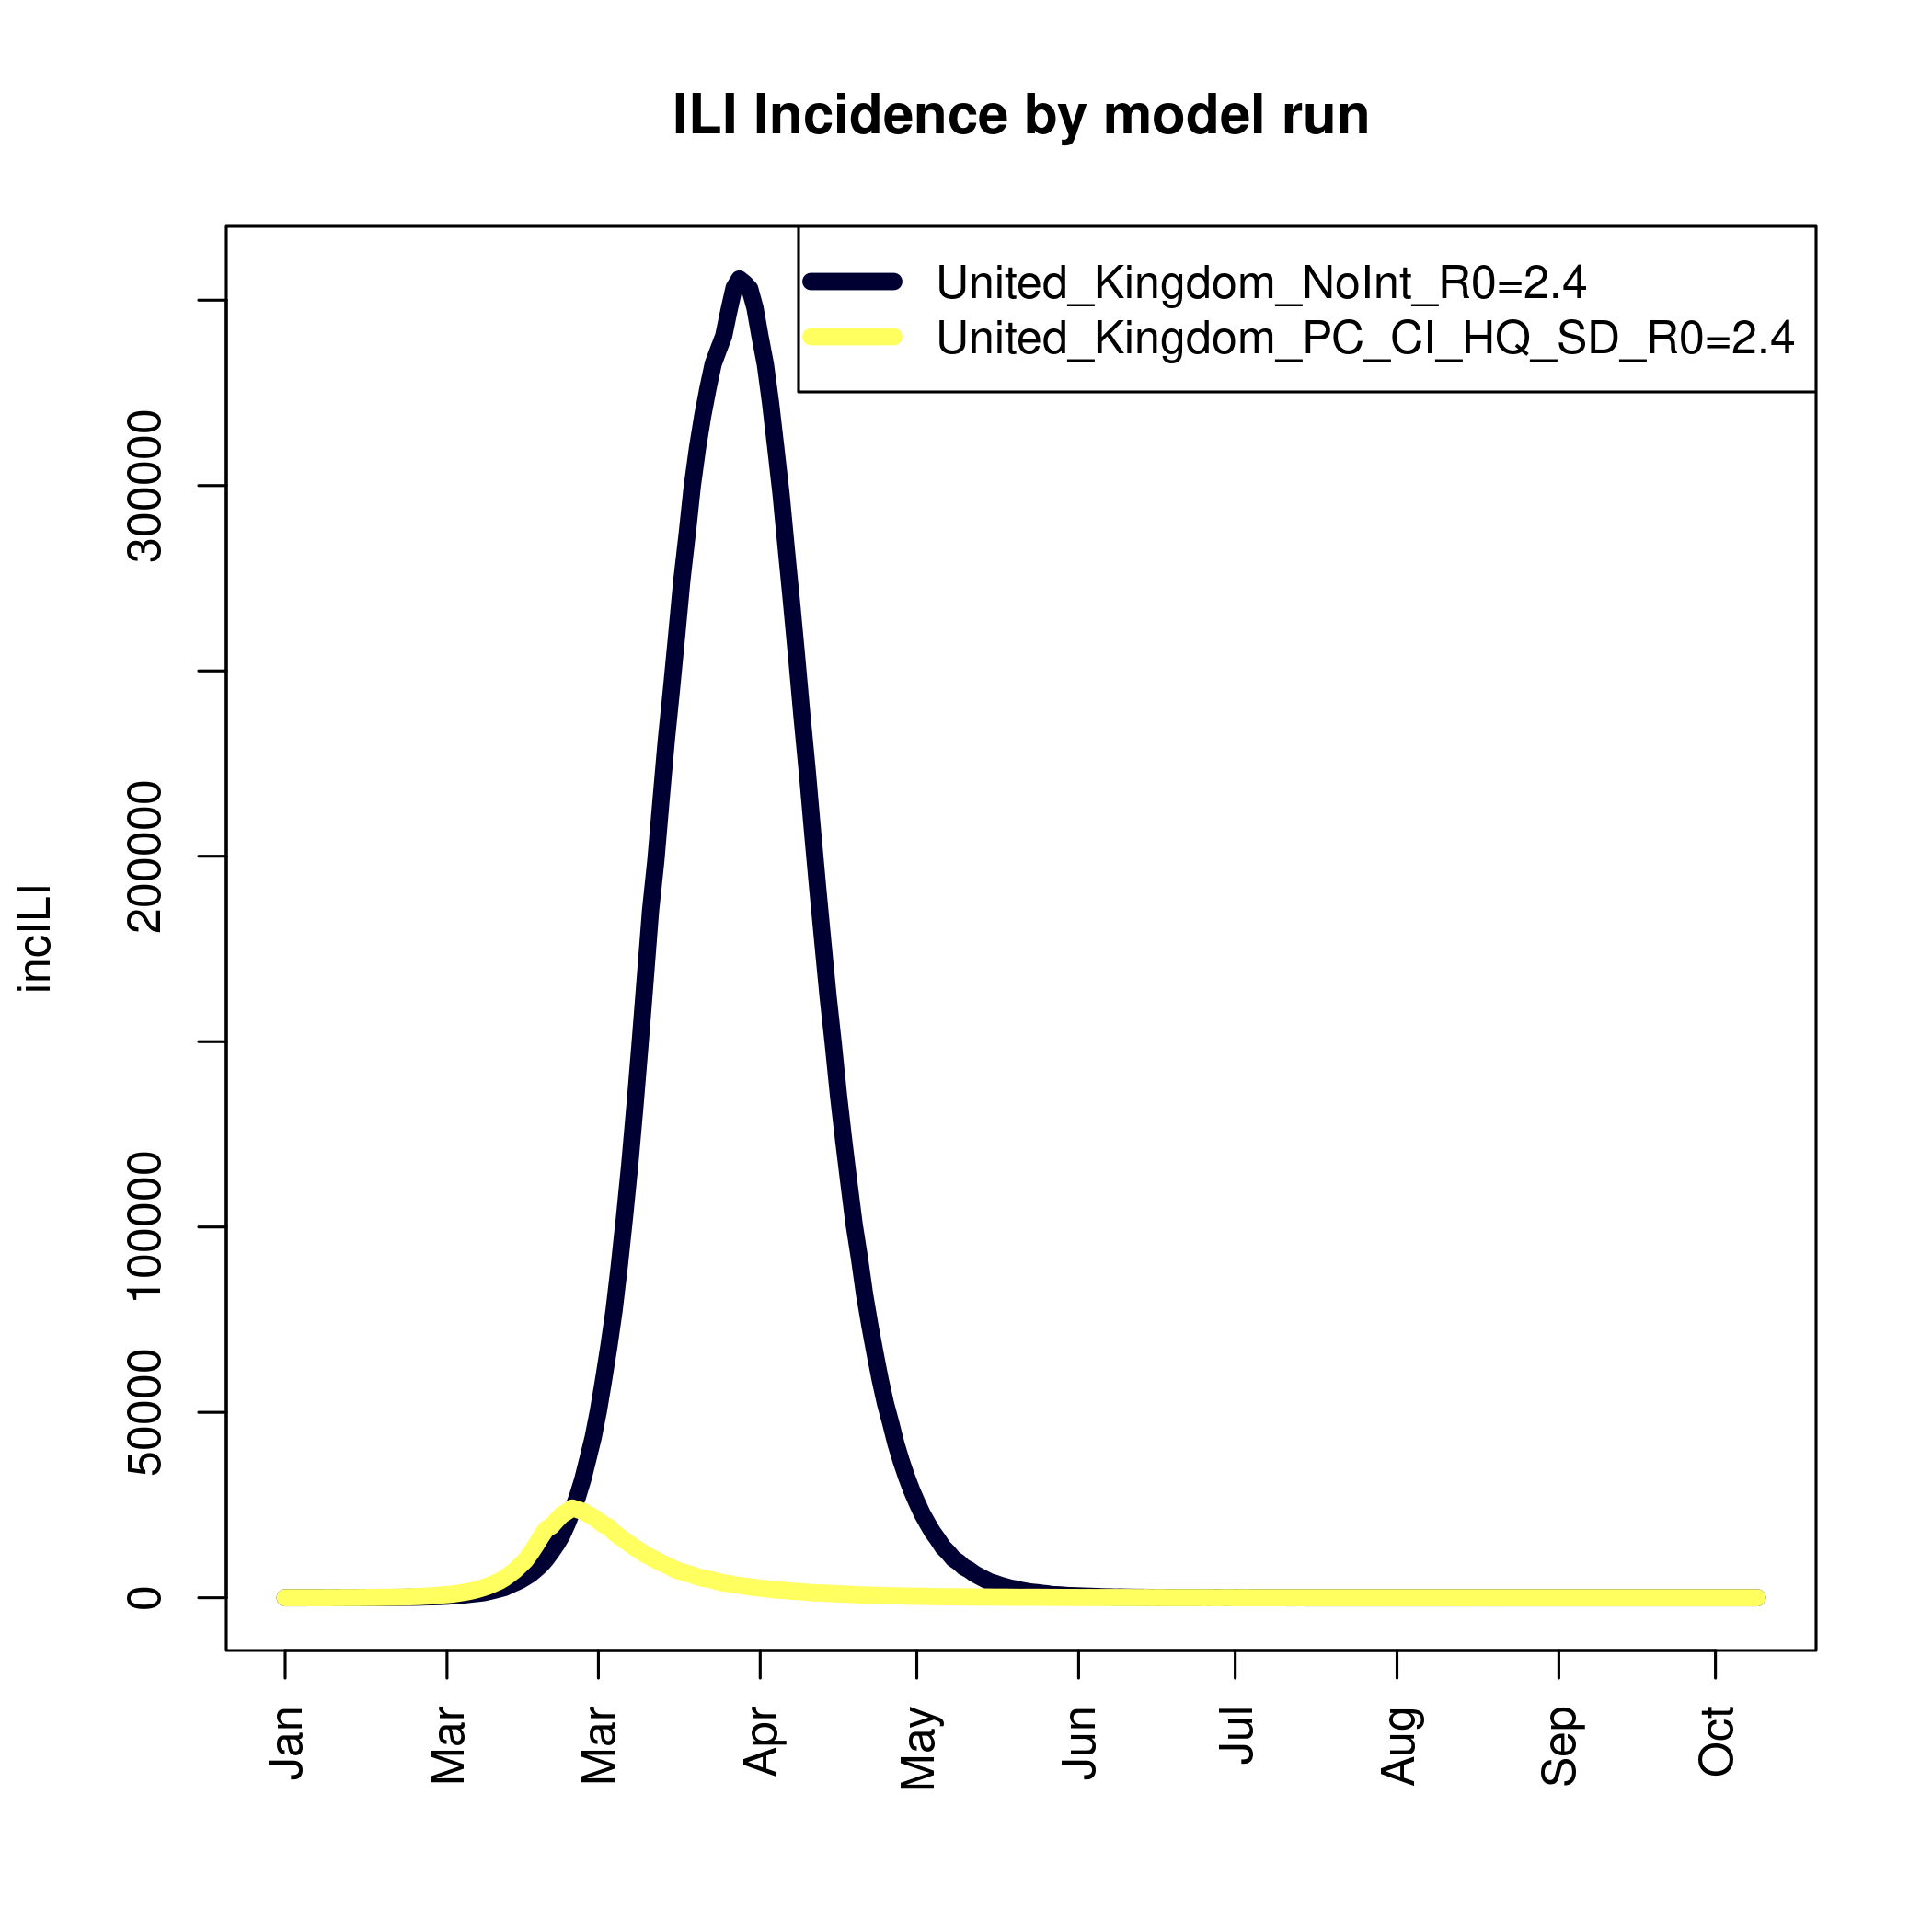 ILI Incidence by model run
United_Kingdom_NoInt_R0=2.4
United_Kingdom_PC_CI_HQ_SD_R0=2.4
incILI
300000
200000
100000
50000
0
Jan
Mar
Mar
Apr
May
Jun
Jul
Aug
Sep
Oct